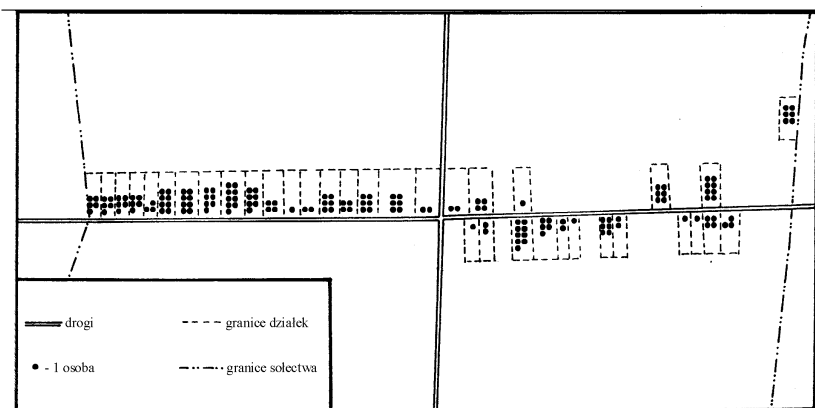 drogi
granice działek
- 1 osoba
granice sołectwa